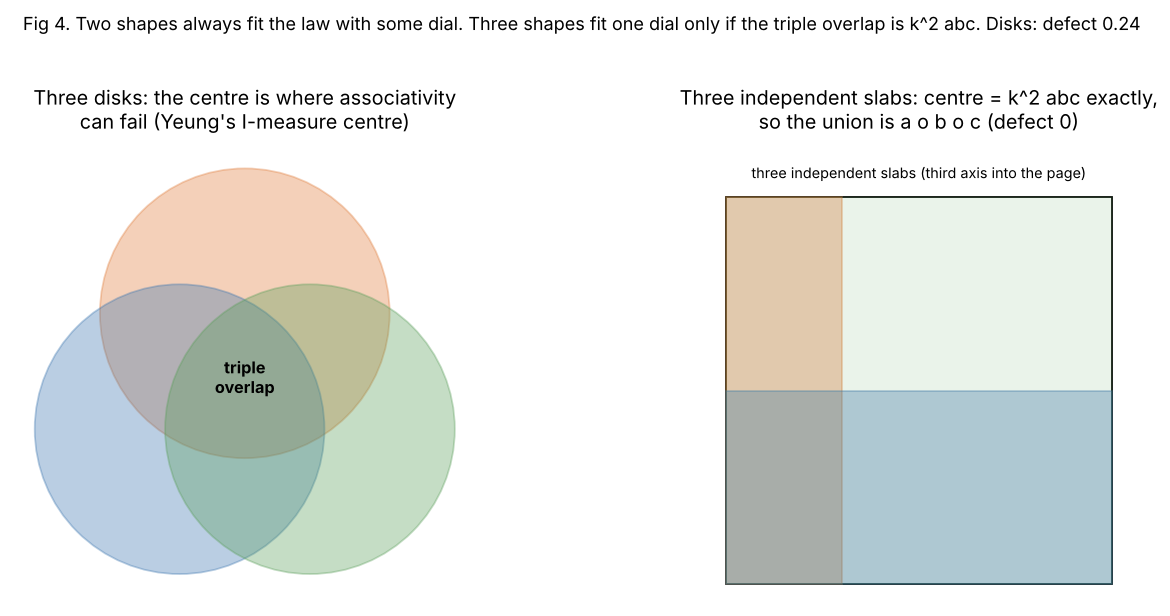 Fig 4. Two shapes always fit the law with some dial. Three shapes fit one dial only if the triple overlap is k^2 abc. Disks: defect 0.24
Three disks: the centre is where associativity
can fail (Yeung's I-measure centre)
triple
overlap
Three independent slabs: centre = k^2 abc exactly,
so the union is a o b o c (defect 0)
three independent slabs (third axis into the page)